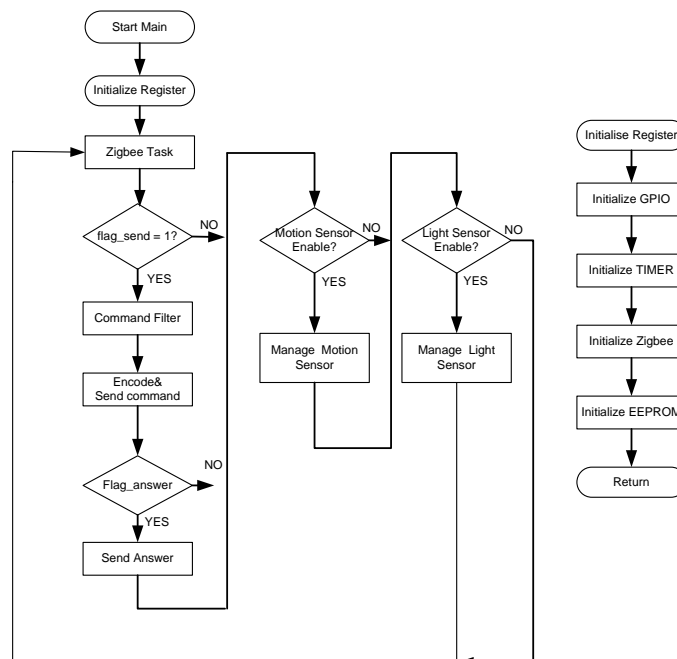 Start Main
Initialize Register
Zigbee Task
flag_send = 1?
NO
YES
Command Filter
Encode&
Send command
Flag_answer
NO
YES
Send Answer
Motion Sensor
Enable?
NO
YES
Manage Motion
Sensor
Light Sensor
Enable?
NO
YES
Manage Light
Sensor
Initialise Register
Initialize GPIO
Initialize TIMER
Initialize Zigbee
Initialize EEPROM
Return